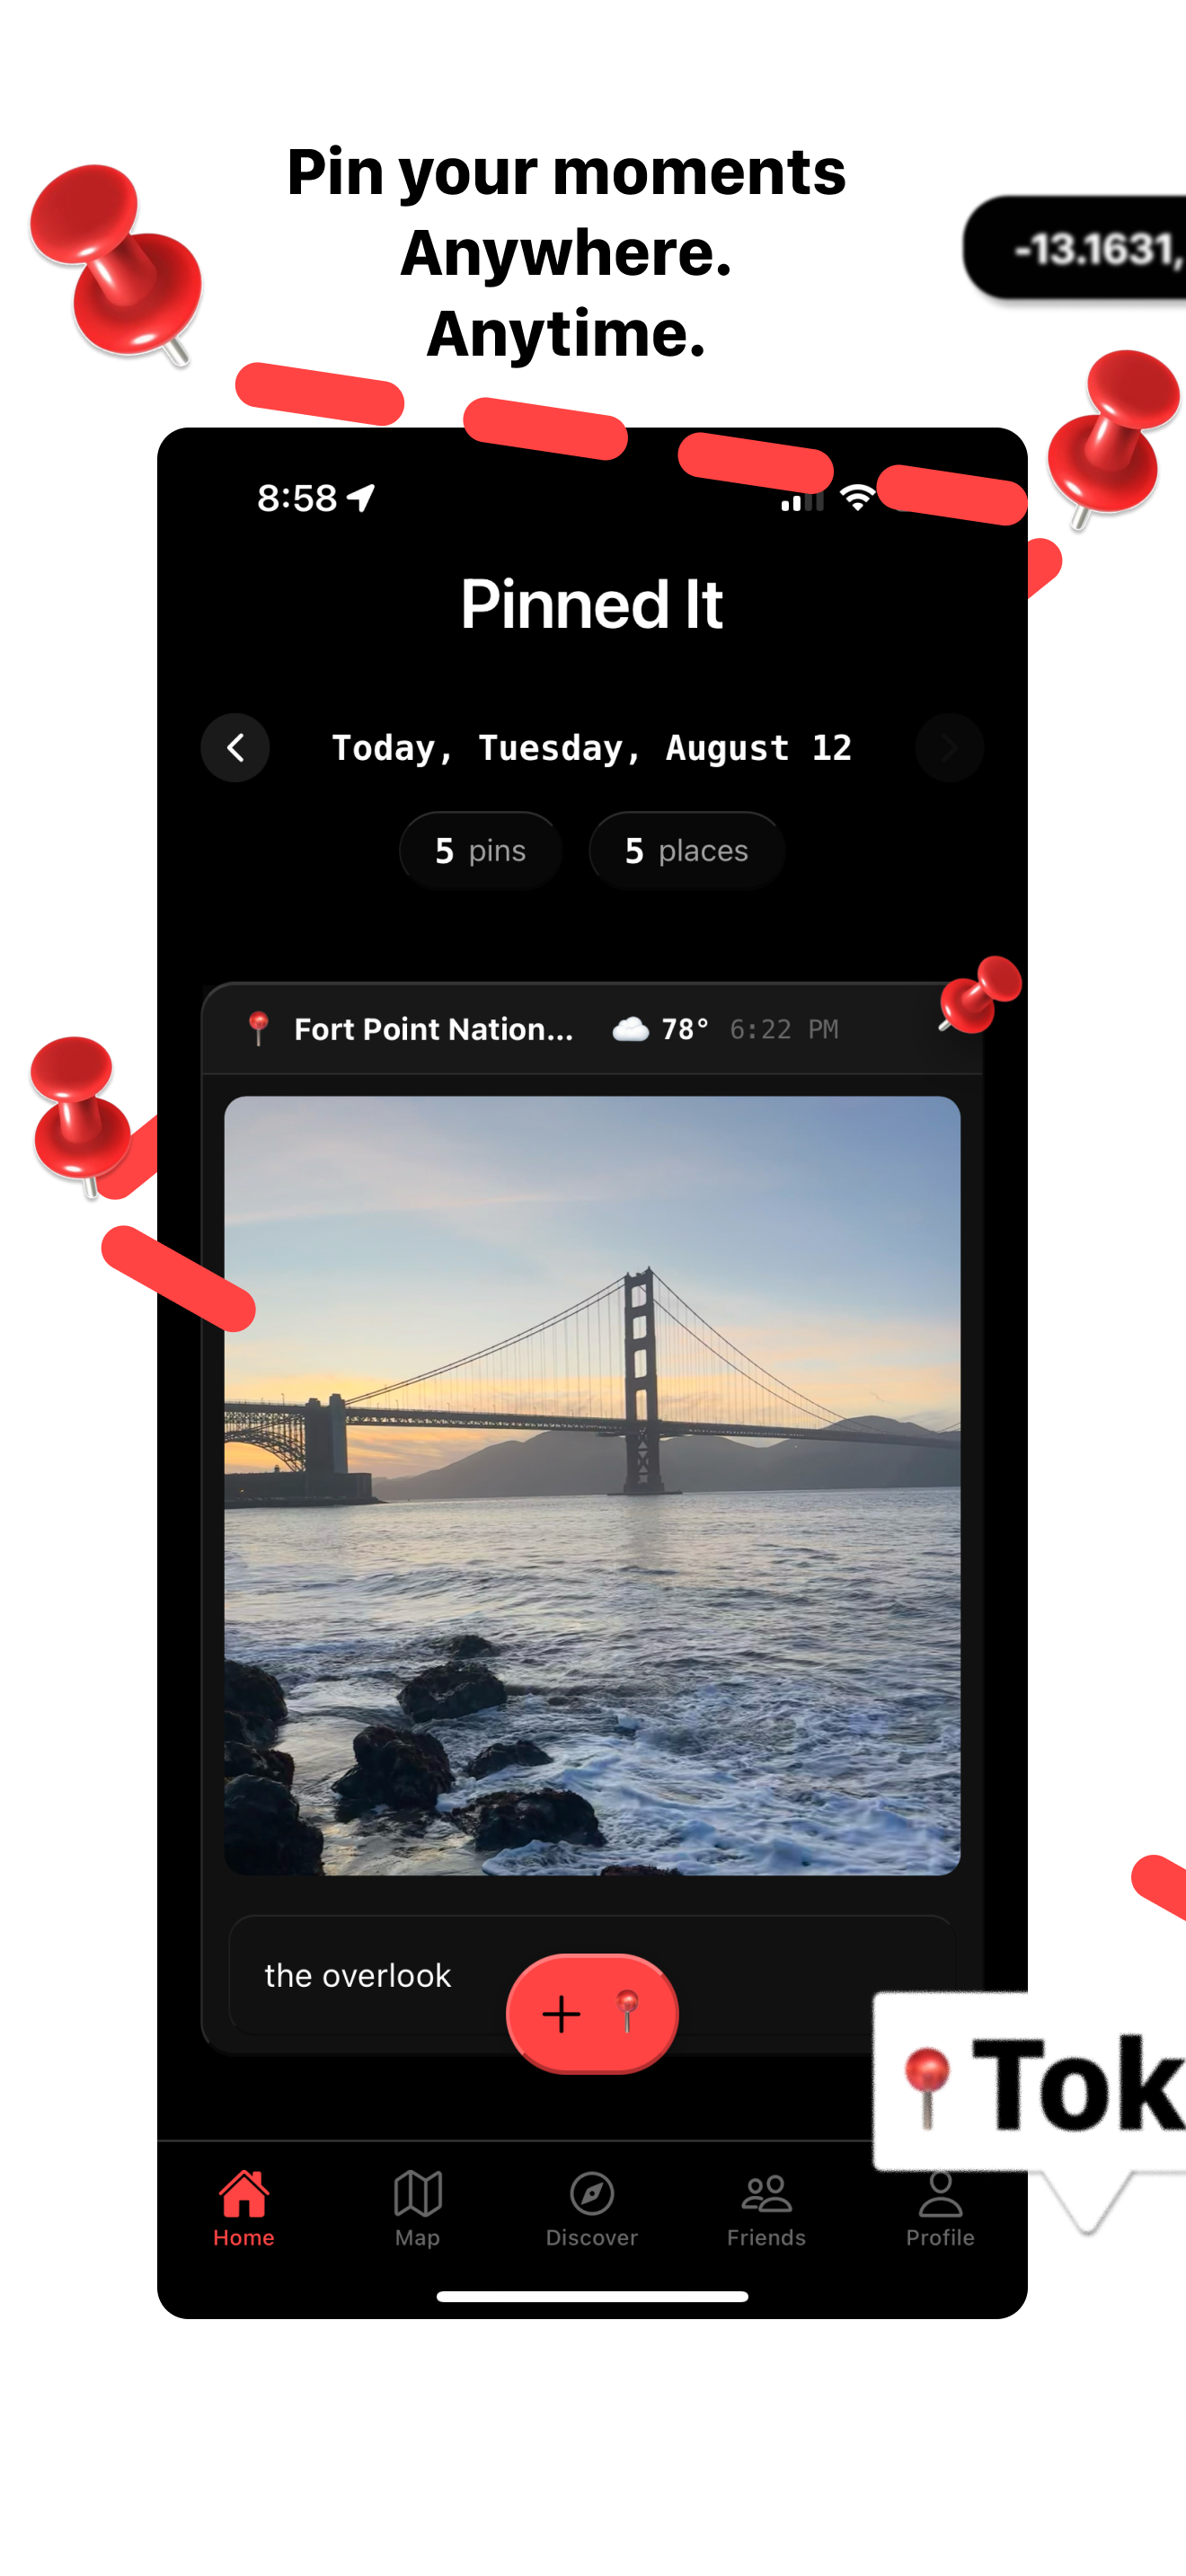 Pin your moments
Anywhere.
Anytime.
-13.1631,
8:58
Pinned It
Today, Tuesday, August 12
5 pins
5 places
Fort Point Nation...
78°
6:22 PM
the overlook
Tok
Home
Map
Discover
Friends
Profile